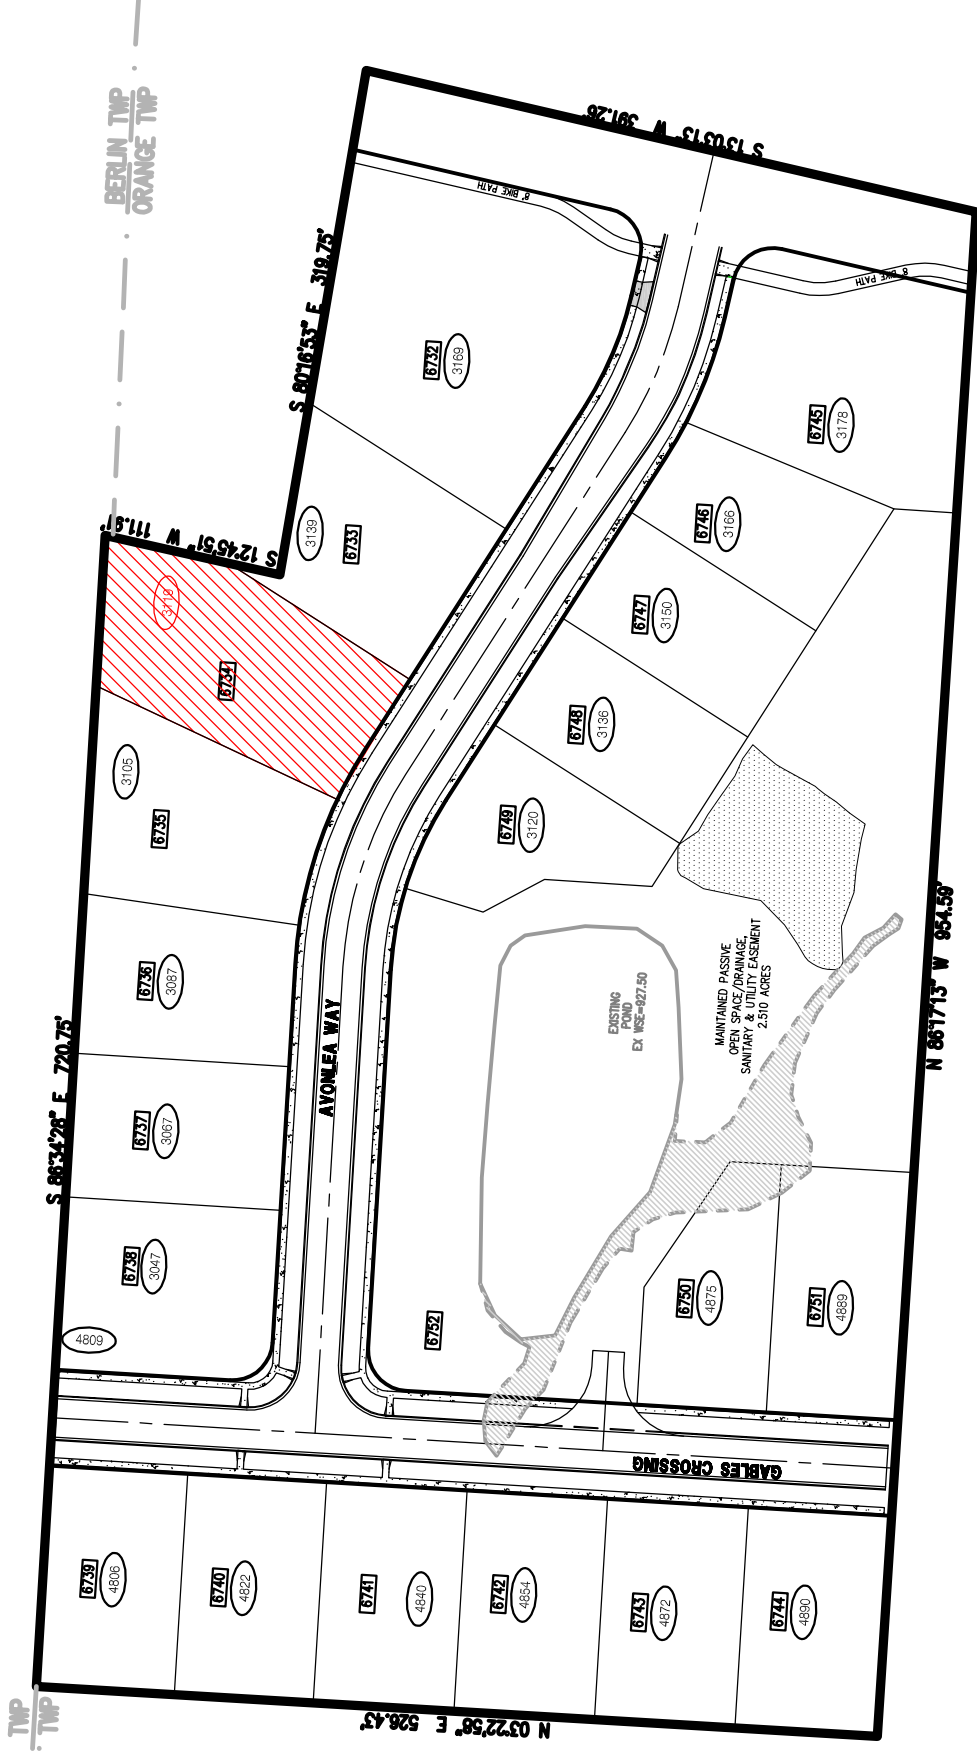 BERLIN TWP
ORANGE TWP
S 13°03'13" W 391.26'
8' BIKE PATH
S 80°16'53" E 319.75'
6732
3169
8' BIKE PATH
6745
3178
S 12°45'51" W 111.91'
3139
6733
6746
3166
3119
6734
6747
3150
6748
3136
3105
6735
6749
3120
N 86°17'13" W 954.59'
6736
3087
S 86°34'28" E 720.75'
AVONLEA WAY
EXISTING
POND
EX WSE=927.50
MAINTAINED PASSIVE
OPEN SPACE/DRAINAGE,
SANITARY & UTILITY EASEMENT
2.510 ACRES
6737
3067
6738
3047
4809
6752
6750
4875
6751
4889
GABLES CROSSING
6739
4806
6740
4822
6741
4840
6742
4854
6743
4872
6744
4890
N 03°22'58" E 526.43'
TWP
TWP